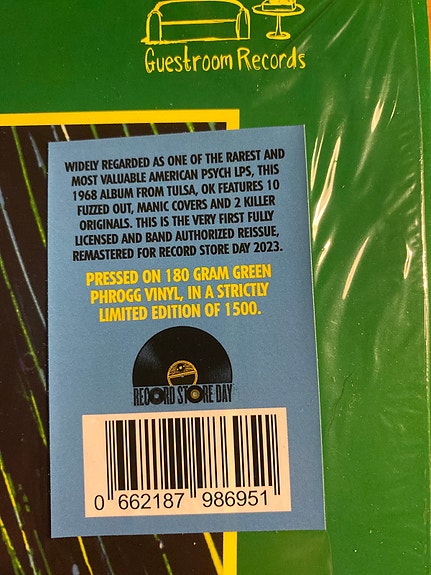 Guestroom Records
WIDELY REGARDED AS ONE OF THE RAREST AND
MOST VALUABLE AMERICAN PSYCH LPS, THIS
1968 ALBUM FROM TULSA, OK FEATURES 10
FUZZED OUT, MANIC COVERS AND 2 KILLER
ORIGINALS. THIS IS THE VERY FIRST FULLY
LICENSED AND BAND AUTHORIZED REISSUE,
REMASTERED FOR RECORD STORE DAY 2023.
PRESSED ON 180 GRAM GREEN
PHROGG VINYL, IN A STRICTLY
LIMITED EDITION OF 1500.
RECORD STORE DAY
0 662187 986951